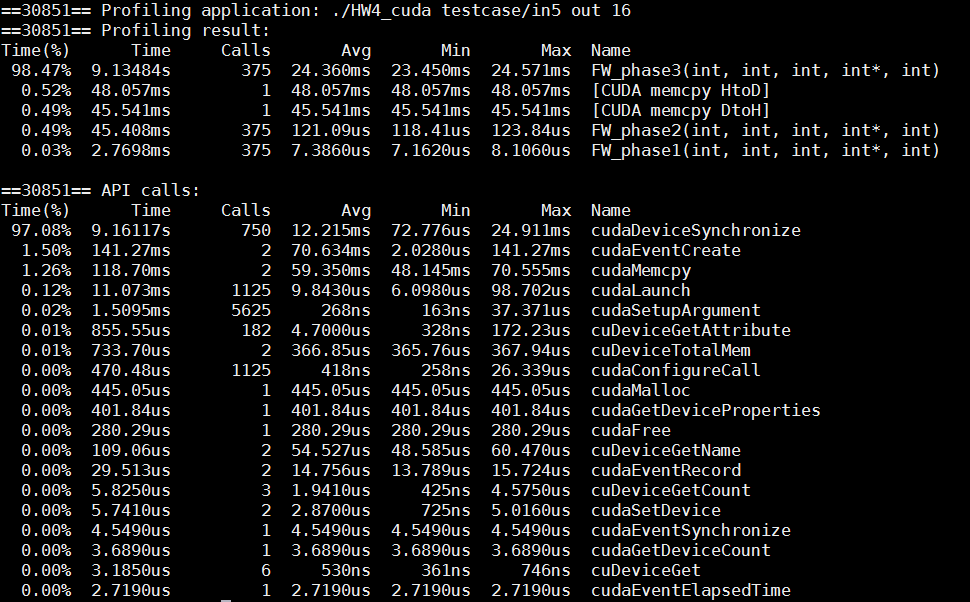 ==30851== Profiling application: ./HW4_cuda testcase/in5 out 16
==30851== Profiling result:
Time(%)      Time     Calls       Avg       Min       Max  Name
 98.47%  9.13484s       375  24.360ms  23.450ms  24.571ms  FW_phase3(int, int, int, int*, int)
  0.52%  48.057ms         1  48.057ms  48.057ms  48.057ms  [CUDA memcpy HtoD]
  0.49%  45.541ms         1  45.541ms  45.541ms  45.541ms  [CUDA memcpy DtoH]
  0.49%  45.408ms       375  121.09us  118.41us  123.84us  FW_phase2(int, int, int, int*, int)
  0.03%  2.7698ms       375  7.3860us  7.1620us  8.1060us  FW_phase1(int, int, int, int*, int)

==30851== API calls:
Time(%)      Time     Calls       Avg       Min       Max  Name
 97.08%  9.16117s       750  12.215ms  72.776us  24.911ms  cudaDeviceSynchronize
  1.50%  141.27ms         2  70.634ms  2.0280us  141.27ms  cudaEventCreate
  1.26%  118.70ms         2  59.350ms  48.145ms  70.555ms  cudaMemcpy
  0.12%  11.073ms      1125  9.8430us  6.0980us  98.702us  cudaLaunch
  0.02%  1.5095ms      5625     268ns     163ns  37.371us  cudaSetupArgument
  0.01%  855.55us       182  4.7000us     328ns  172.23us  cuDeviceGetAttribute
  0.01%  733.70us         2  366.85us  365.76us  367.94us  cuDeviceTotalMem
  0.00%  470.48us      1125     418ns     258ns  26.339us  cudaConfigureCall
  0.00%  445.05us         1  445.05us  445.05us  445.05us  cudaMalloc
  0.00%  401.84us         1  401.84us  401.84us  401.84us  cudaGetDeviceProperties
  0.00%  280.29us         1  280.29us  280.29us  280.29us  cudaFree
  0.00%  109.06us         2  54.527us  48.585us  60.470us  cuDeviceGetName
  0.00%  29.513us         2  14.756us  13.789us  15.724us  cudaEventRecord
  0.00%  5.8250us         3  1.9410us     425ns  4.5750us  cuDeviceGetCount
  0.00%  5.7410us         2  2.8700us     725ns  5.0160us  cudaSetDevice
  0.00%  4.5490us         1  4.5490us  4.5490us  4.5490us  cudaEventSynchronize
  0.00%  3.6890us         1  3.6890us  3.6890us  3.6890us  cudaGetDeviceCount
  0.00%  3.1850us         6     530ns     361ns     746ns  cuDeviceGet
  0.00%  2.7190us         1  2.7190us  2.7190us  2.7190us  cudaEventElapsedTime